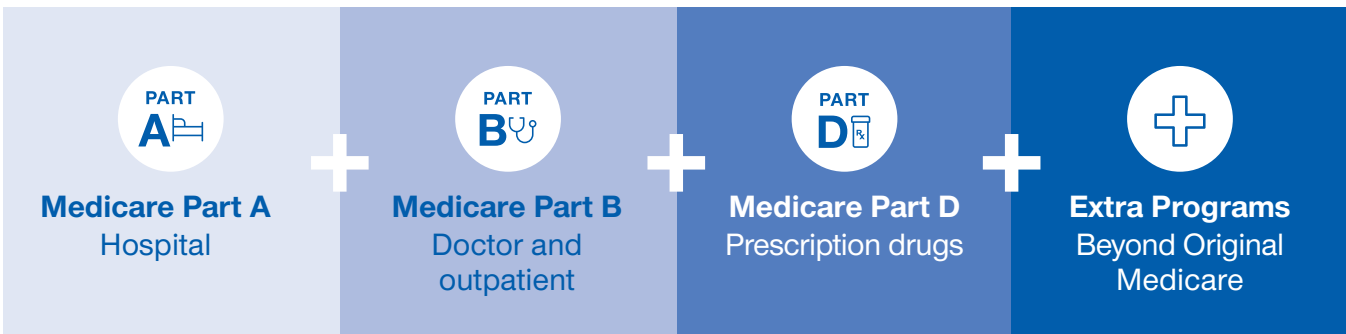 PART
A
Medicare Part A
Hospital
PART
B
Medicare Part B
Doctor and
outpatient
PART
D
Rx
Medicare Part D
Prescription drugs
Extra Programs
Beyond Original
Medicare